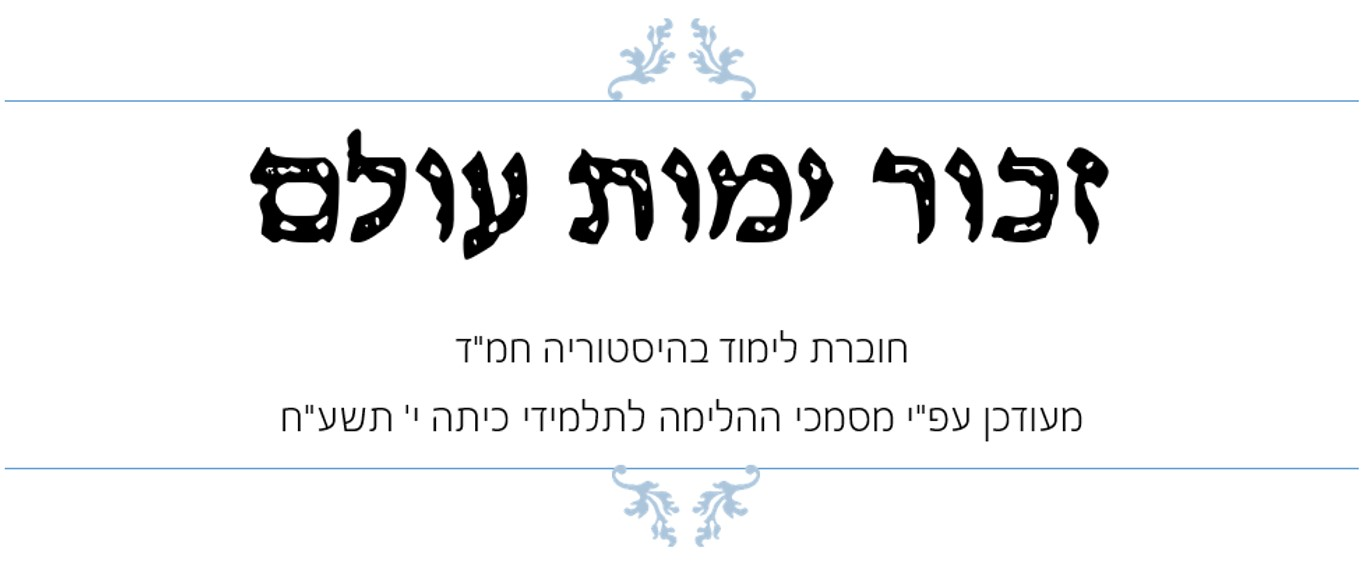 זכור ימות עולם
חוברת לימוד בהיסטוריה חמ"ד
מעודכן עפ"י מסמכי ההלימה לתלמידי כיתה י' תשע"ח